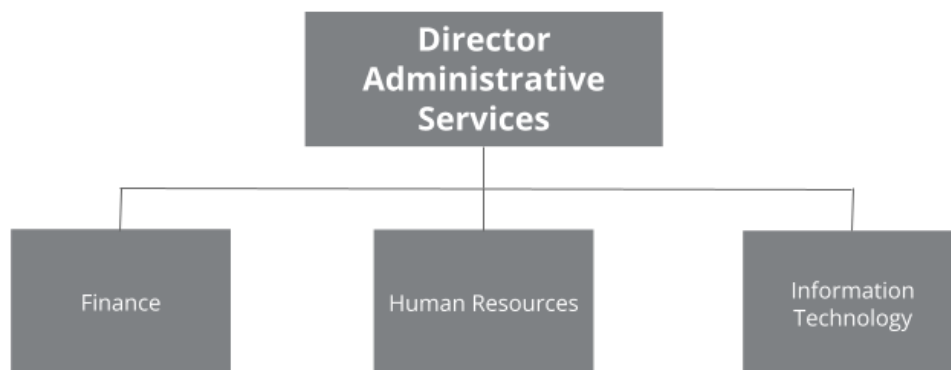 Director
Administrative
Services
Finance
Human Resources
Information
Technology